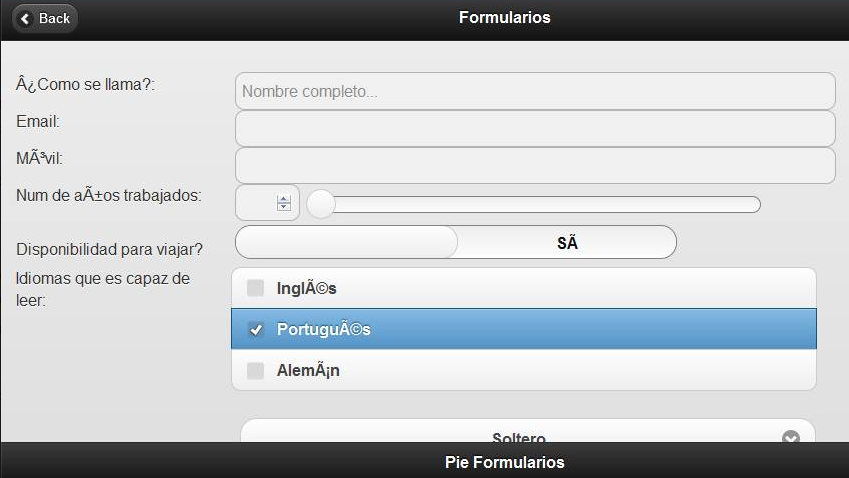 Back
Formularios
Â¿Como se llama?:
Nombre completo...
Email:
MÃ³vil:
Num de aÃ±os trabajados:
Disponibilidad para viajar?
SÃ
Idiomas que es capaz de
leer:
InglÃ©s
PortuguÃ©s
AlemÃ¡n
Soltero
Pie Formularios